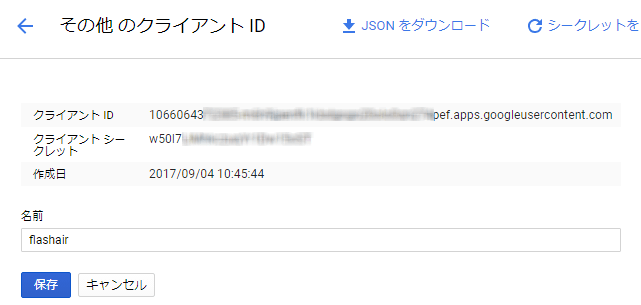 その他 のクライアント ID
JSON をダウンロード
シークレットを
クライアント ID 10660643 pef.apps.googleusercontent.com
クライアント シー
クレット w50I7
作成日 2017/09/04 10:45:44
名前
flashair
保存 キャンセル